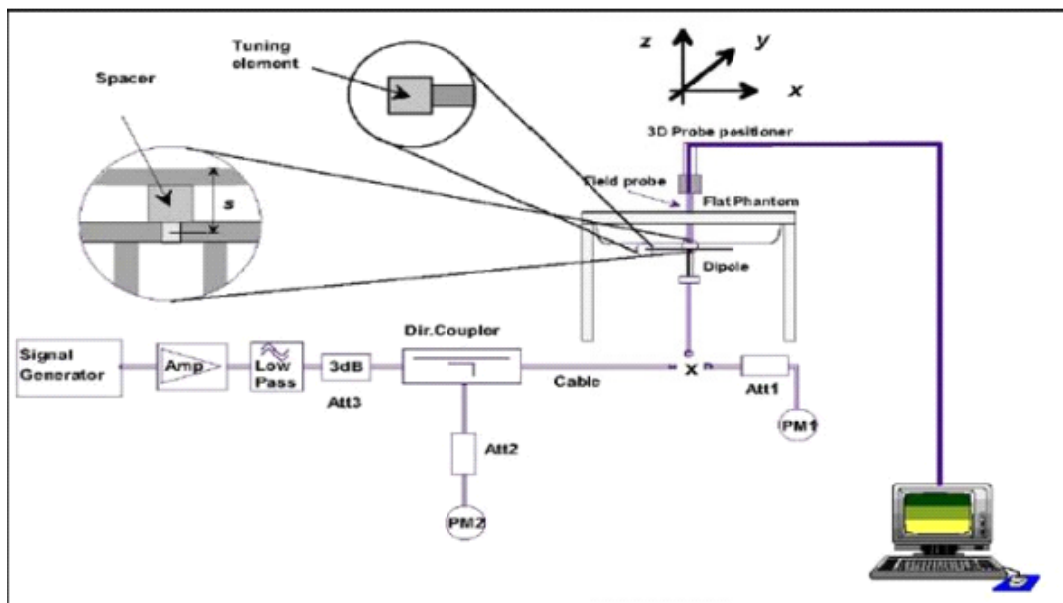 Tuning
element
z
y
x
Spacer
3D Probe positioner
Field probe
s
Flat Phantom
Dipole
Dir.Coupler
Signal
Generator
Amp
Low
Pass
3dB
Att3
Cable
x
Att1
PM1
Att2
PM2